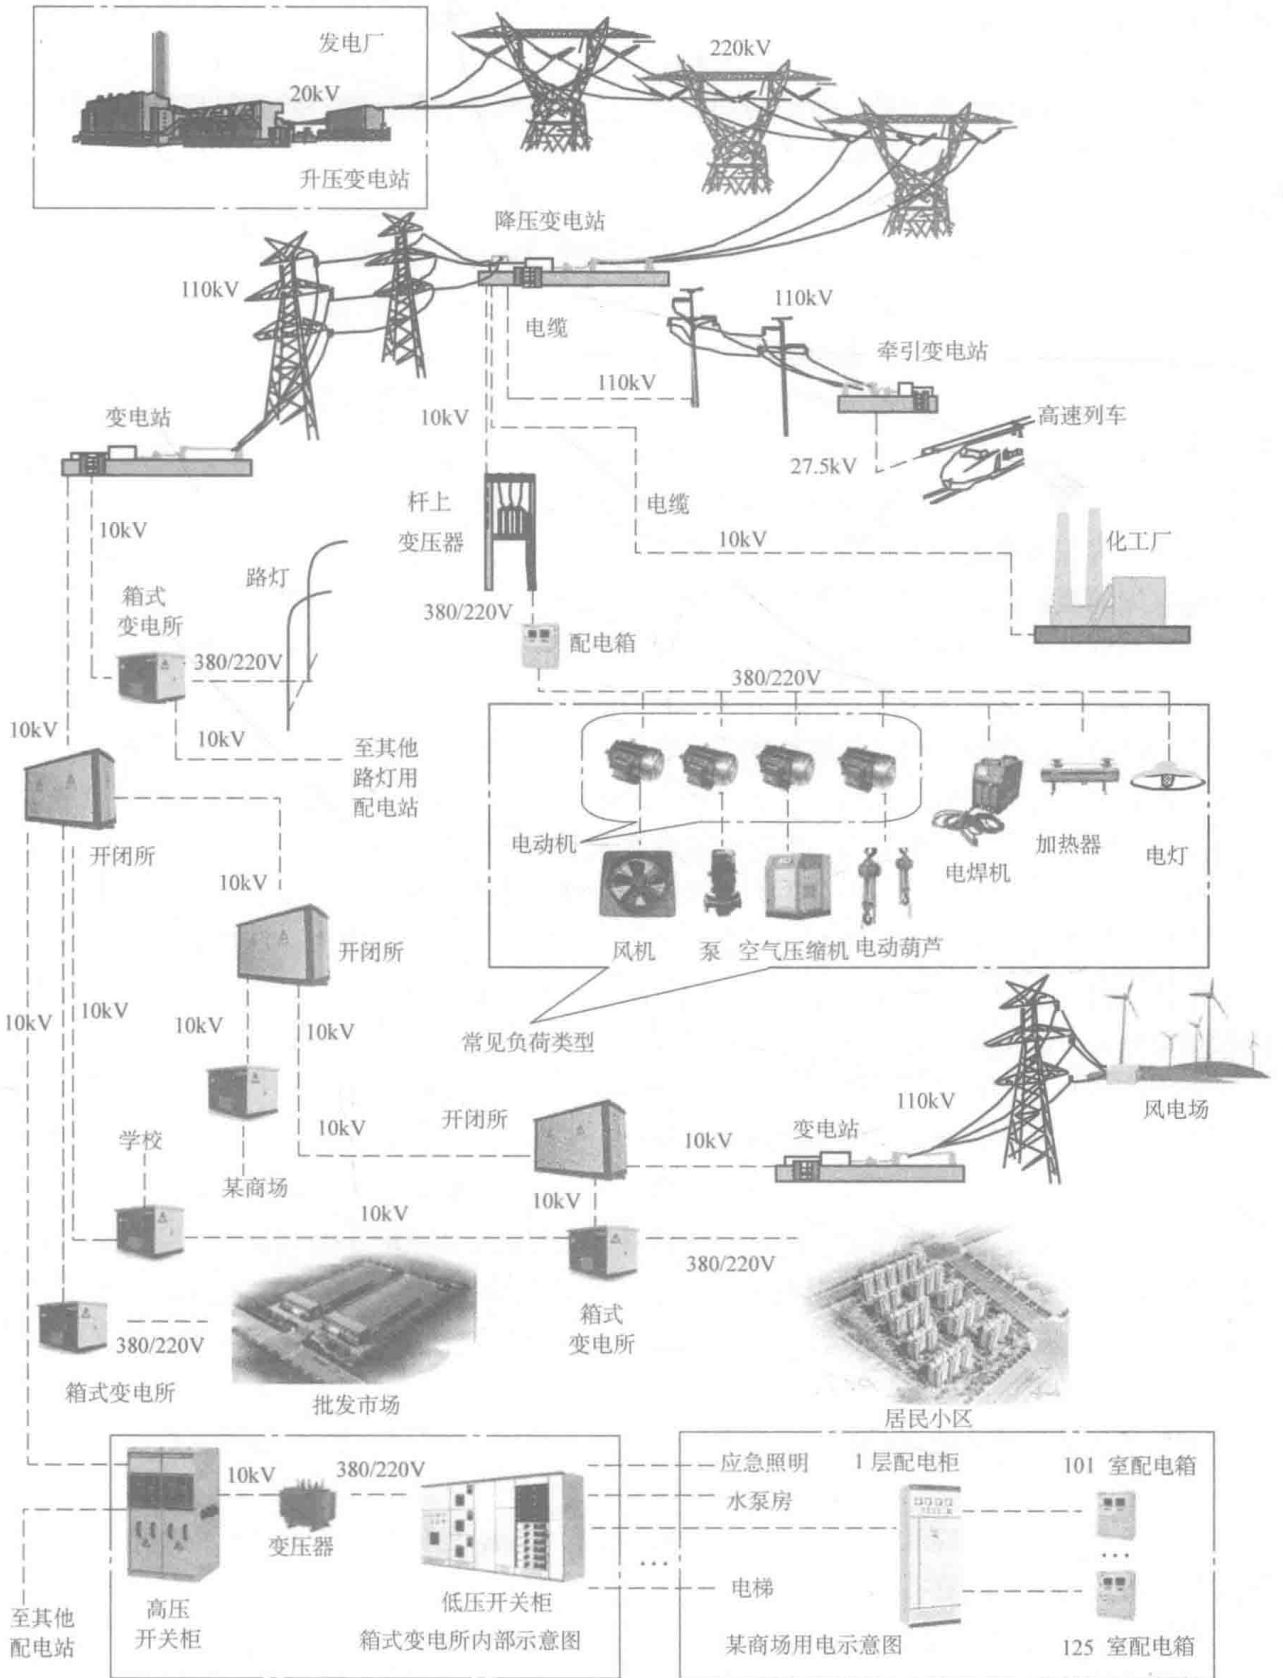 发电厂
220kV
20kV
升压变电站
降压变电站
110kV
电缆
110kV
110kV
牵引变电站
变电站
10kV
高速列车
27.5kV
杆上
变压器
电缆
10kV
10kV
化工厂
路灯
箱式
变电所
380/220V
配电箱
380/220V
380/220V
10kV
10kV
至其他
路灯用
配电站
开闭所
电动机
电焊机
加热器
电灯
10kV
开闭所
风机
泵
空气压缩机
电动葫芦
10kV
10kV
10kV
10kV
常见负荷类型
110kV
风电场
开闭所
变电站
10kV
10kV
学校
某商场
10kV
10kV
380/220V
箱式
变电所
380/220V
箱式变电所
批发市场
居民小区
10kV
380/220V
应急照明
1层配电柜
101 室配电箱
水泵房
变压器
...
...
电梯
高压
开关柜
低压开关柜
至其他
配电站
箱式变电所内部示意图
某商场用电示意图
125 室配电箱